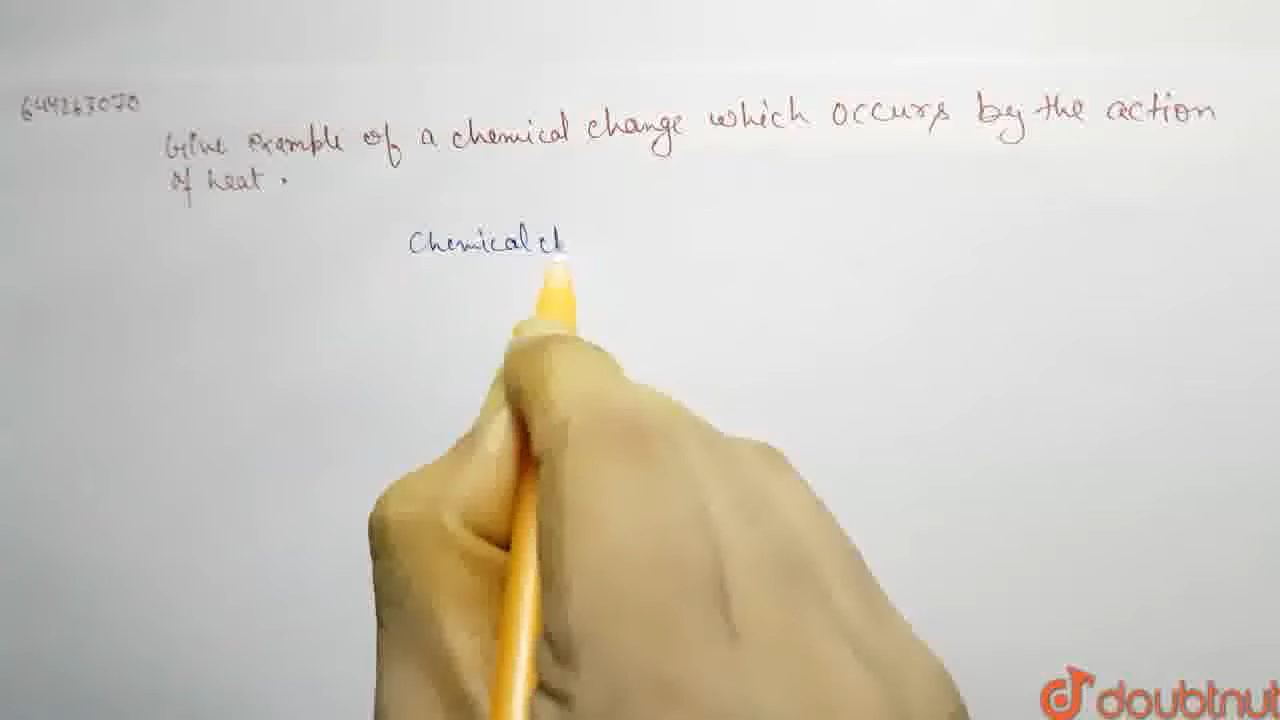 644263070
Give example of a chemical change which occurs by the action
of heat.
Chemical ch
doubtnut